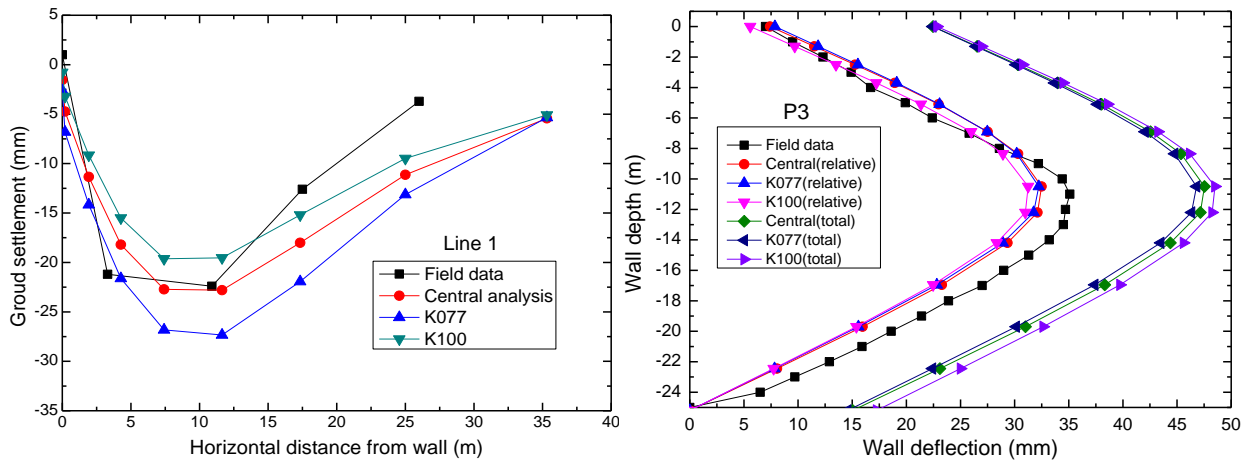 5
0
-5
-10
-15
-20
-25
-30
-35
0 5 10 15 20 25 30 35 40
Groud settlement (mm)
Horizontal distance from wall (m)
Line 1
Field data
Central analysis
K077
K100
0
-2
-4
-6
-8
-10
-12
-14
-16
-18
-20
-22
-24
0 5 10 15 20 25 30 35 40 45 50
Wall depth (m)
Wall deflection (mm)
P3
Field data
Central(relative)
K077(relative)
K100(relative)
Central(total)
K077(total)
K100(total)